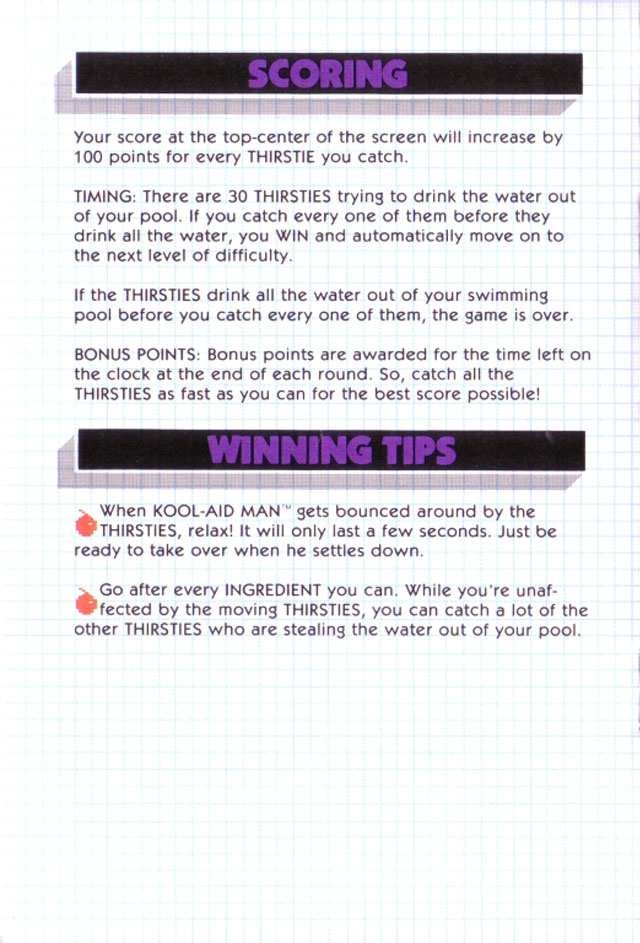 SCORING
Your score at the top-center of the screen will increase by
100 points for every THIRSTIE you catch.
TIMING: There are 30 THIRSTIES trying to drink the water out
of your pool. If you catch every one of them before they
drink all the water, you WIN and automatically move on to
the next level of difficulty.
If the THIRSTIES drink all the water out of your swimming
pool before you catch every one of them, the game is over.
BONUS POINTS: Bonus points are awarded for the time left on
the clock at the end of each round. So, catch all the
THIRSTIES as fast as you can for the best score possible!
WINNING TIPS
When KOOL-AID MAN™ gets bounced around by the
THIRSTIES, relax! It will only last a few seconds. Just be
ready to take over when he settles down.
Go after every INGREDIENT you can. While you're unaf-
fected by the moving THIRSTIES, you can catch a lot of the
other THIRSTIES who are stealing the water out of your pool.